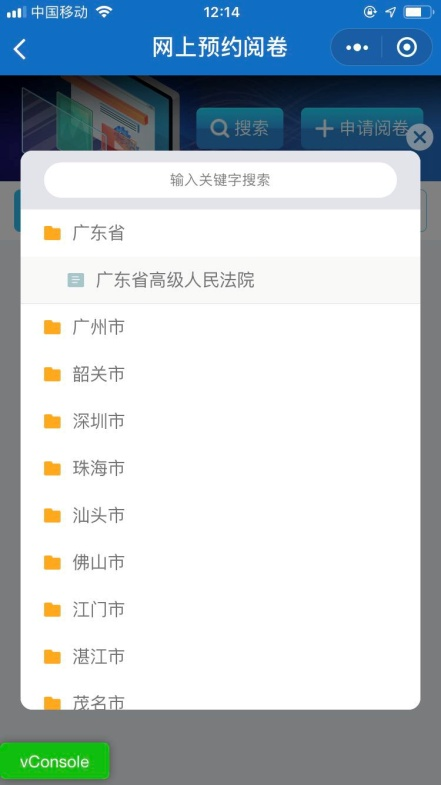 中国移动
12:14
网上预约阅卷
搜索
申请阅卷
输入关键字搜索
广东省
广东省高级人民法院
广州市
韶关市
深圳市
珠海市
汕头市
佛山市
江门市
湛江市
茂名市
vConsole